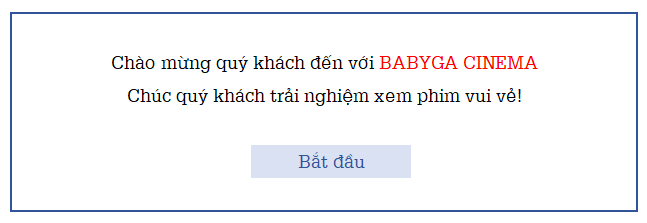 Chào mừng quý khách đến với BABYGA CINEMA
Chúc quý khách trải nghiệm xem phim vui vẻ!
Bắt đầu